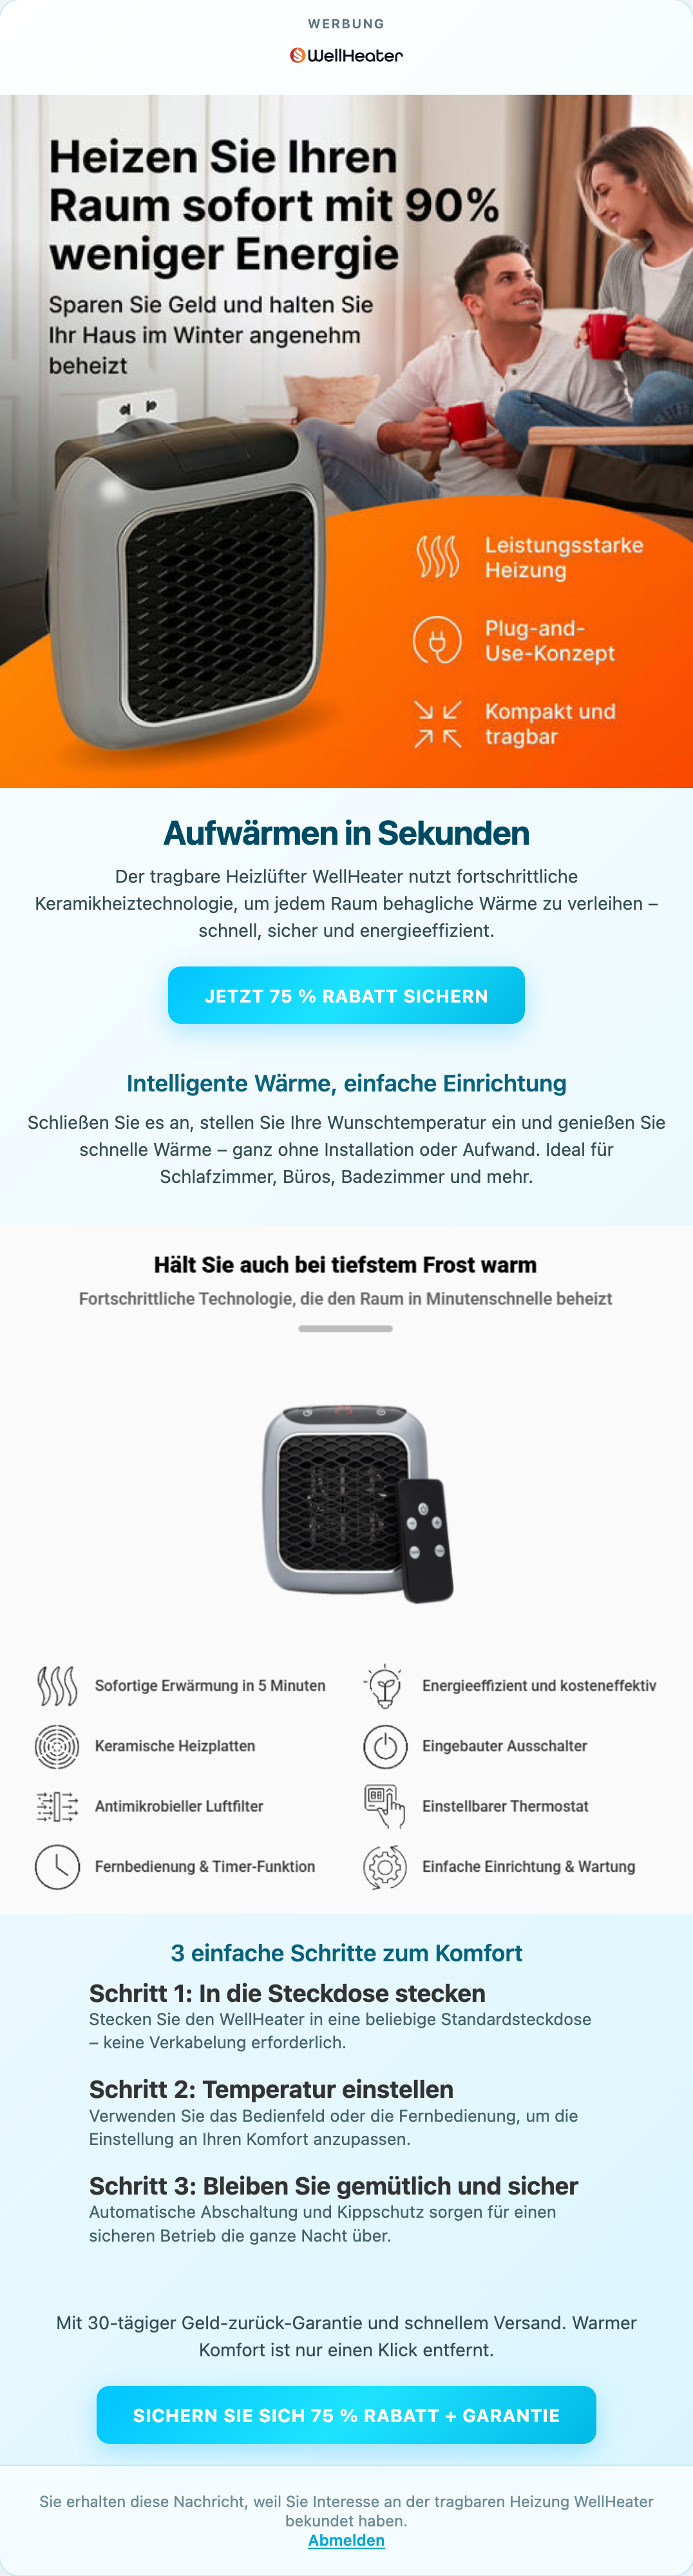 WERBUNG
WellHeater
Heizen Sie Ihren
Raum sofort mit 90%
weniger Energie
Sparen Sie Geld und halten Sie
Ihr Haus im Winter angenehm
beheizt
Leistungsstarke
Heizung
Plug-and-
Use-Konzept
Kompakt und
tragbar
Aufwärmen in Sekunden
Der tragbare Heizlüfter WellHeater nutzt fortschrittliche
Keramikheiztechnologie, um jedem Raum behagliche Wärme zu verleihen –
schnell, sicher und energieeffizient.
JETZT 75 % RABATT SICHERN
Intelligente Wärme, einfache Einrichtung
Schließen Sie es an, stellen Sie Ihre Wunschtemperatur ein und genießen Sie
schnelle Wärme – ganz ohne Installation oder Aufwand. Ideal für
Schlafzimmer, Büros, Badezimmer und mehr.
Hält Sie auch bei tiefstem Frost warm
Fortschrittliche Technologie, die den Raum in Minutenschnelle beheizt
Sofortige Erwärmung in 5 Minuten
Energieeffizient und kosteneffektiv
Keramische Heizplatten
Eingebauter Ausschalter
Antimikrobieller Luftfilter
Einstellbarer Thermostat
Fernbedienung & Timer-Funktion
Einfache Einrichtung & Wartung
3 einfache Schritte zum Komfort
Schritt 1: In die Steckdose stecken
Stecken Sie den WellHeater in eine beliebige Standardsteckdose
– keine Verkabelung erforderlich.
Schritt 2: Temperatur einstellen
Verwenden Sie das Bedienfeld oder die Fernbedienung, um die
Einstellung an Ihren Komfort anzupassen.
Schritt 3: Bleiben Sie gemütlich und sicher
Automatische Abschaltung und Kippschutz sorgen für einen
sicheren Betrieb die ganze Nacht über.
Mit 30-tägiger Geld-zurück-Garantie und schnellem Versand. Warmer
Komfort ist nur einen Klick entfernt.
SICHERN SIE SICH 75 % RABATT + GARANTIE
Sie erhalten diese Nachricht, weil Sie Interesse an der tragbaren Heizung WellHeater
bekundet haben.
Abmelden